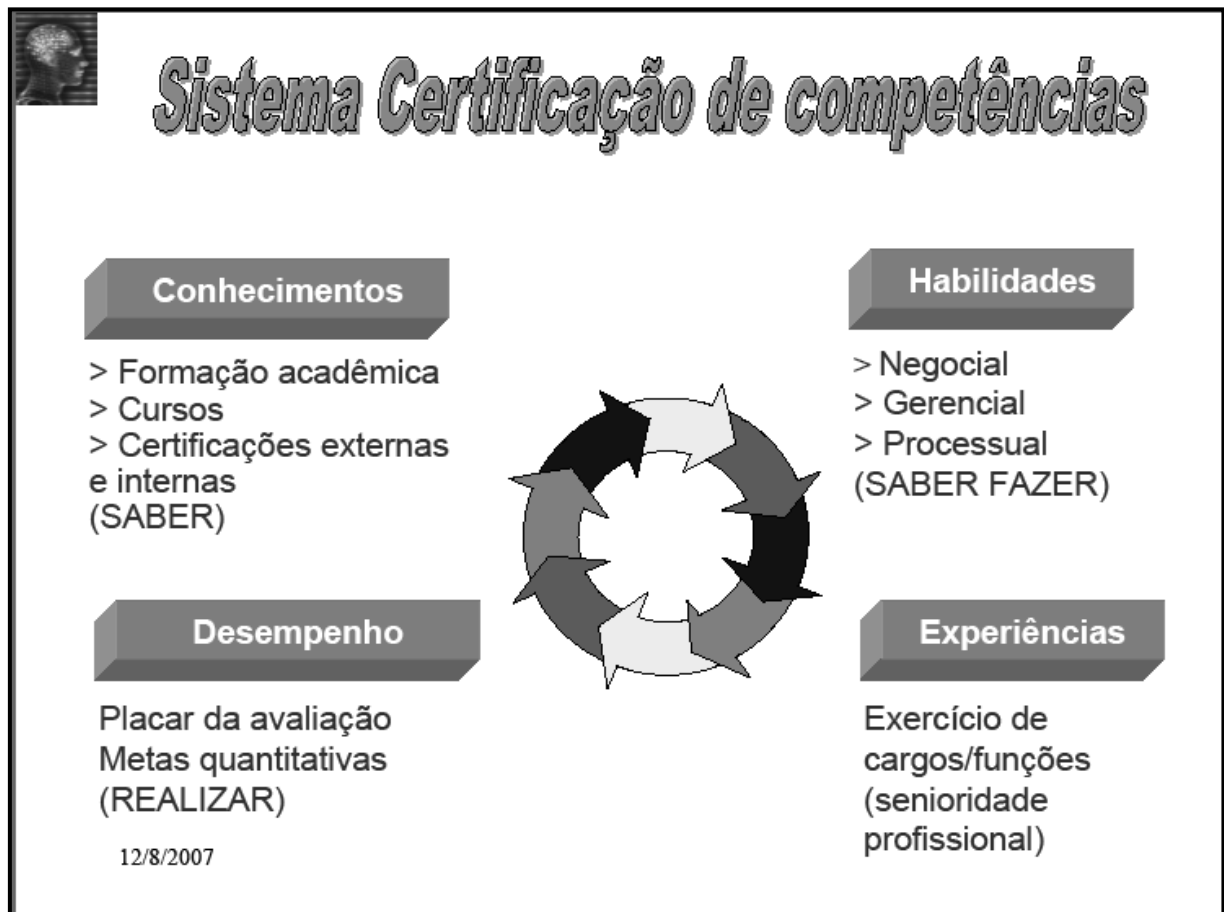 Sistema Certificação de competências
Conhecimentos
> Formação acadêmica
> Cursos
> Certificações externas
e internas
(SABER)
Habilidades
> Negocial
> Gerencial
> Processual
(SABER FAZER)
Desempenho
Placar da avaliação
Metas quantitativas
(REALIZAR)
Experiências
Exercício de
cargos/funções
(senioridade
profissional)
12/8/2007